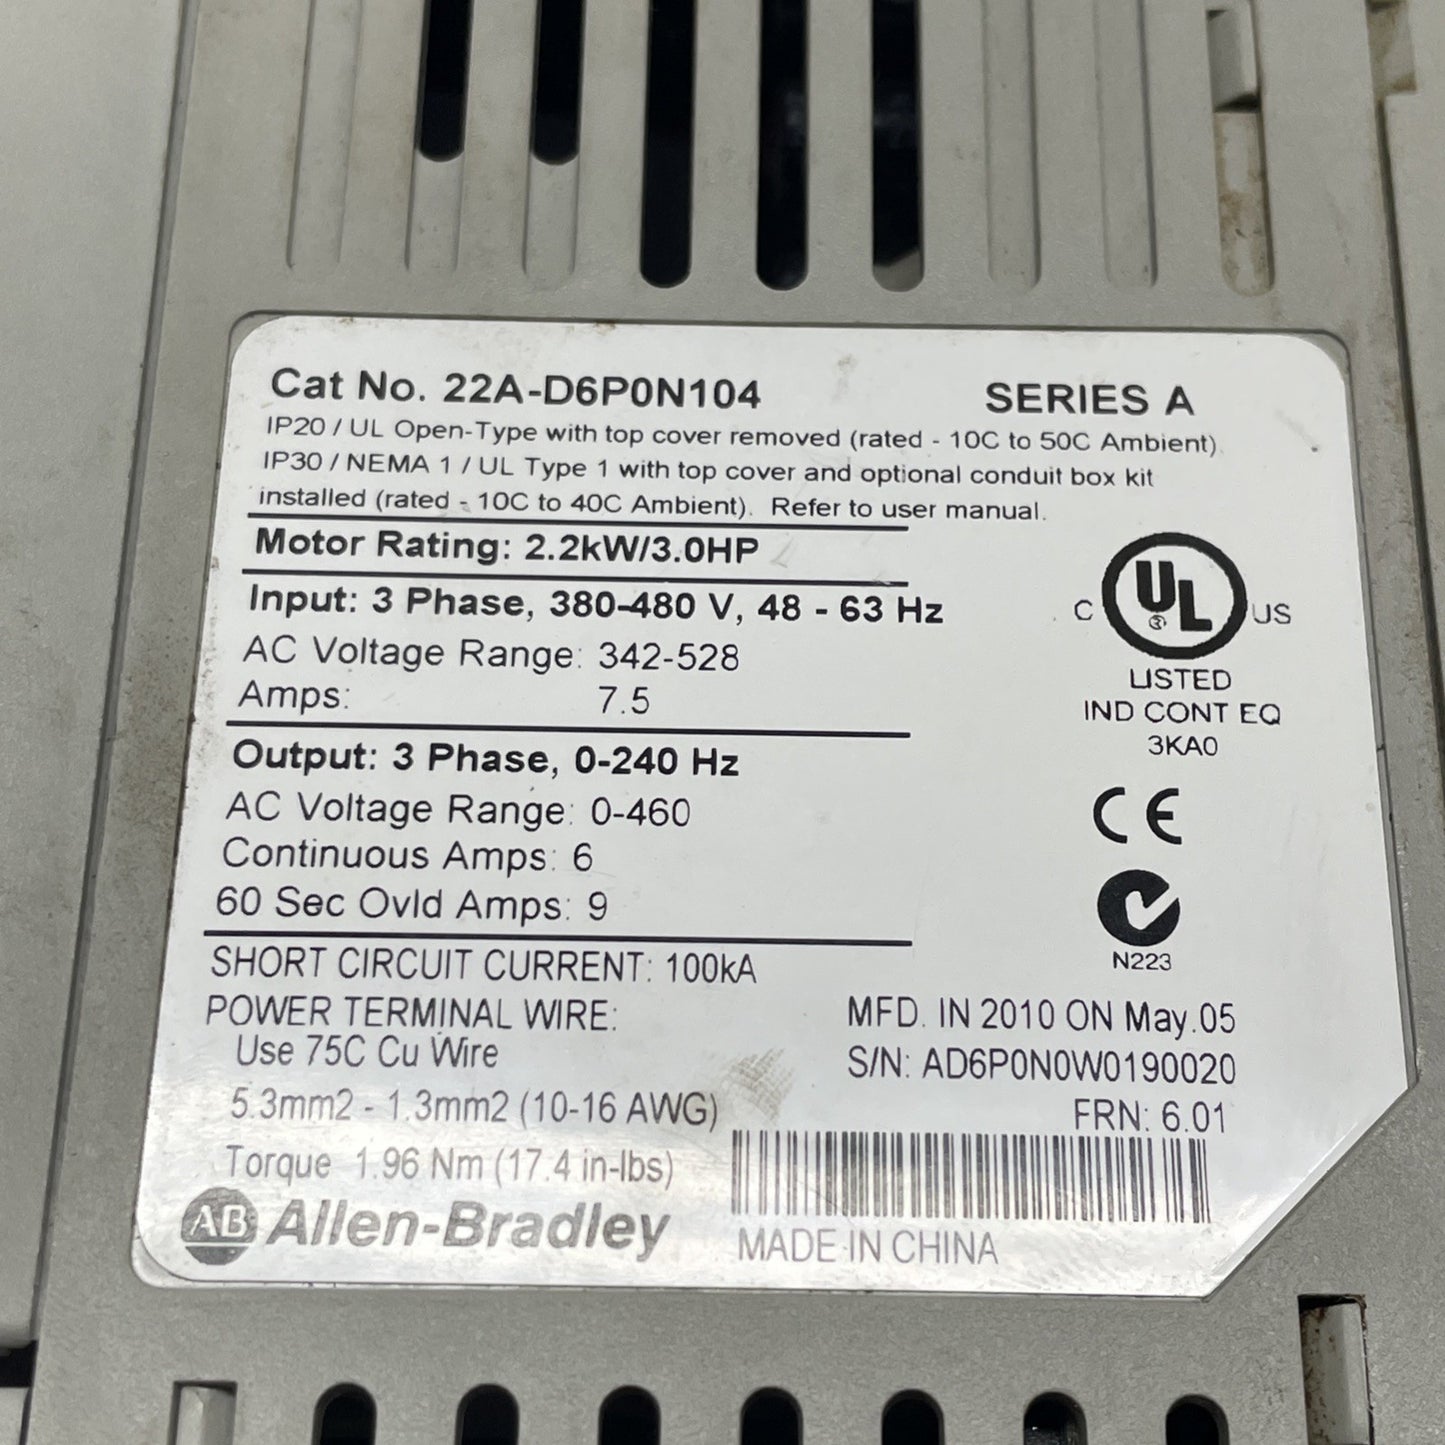 Cat No. 22A-D6P0N104 SERIES A
IP20 / UL Open-Type with top cover removed (rated - 10C to 50C Ambient)
IP30 / NEMA 1 / UL Type 1 with top cover and optional conduit box kit
installed (rated - 10C to 40C Ambient). Refer to user manual.
Motor Rating: 2.2kW/3.0HP
Input: 3 Phase, 380-480 V, 48 - 63 Hz
AC Voltage Range: 342-528
Amps: 7.5
Output: 3 Phase, 0-240 Hz
AC Voltage Range: 0-460
Continuous Amps: 6
60 Sec Ovld Amps: 9
SHORT CIRCUIT CURRENT: 100kA
POWER TERMINAL WIRE:
Use 75C Cu Wire
5.3mm2 - 1.3mm2 (10-16 AWG)
Torque 1.96 Nm (17.4 in-lbs)
AB Allen-Bradley
C UL US
LISTED
IND CONT EQ
3KA0
CE
N223
MFD. IN 2010 ON May.05
S/N: AD6P0N0W0190020
FRN: 6.01
MADE IN CHINA